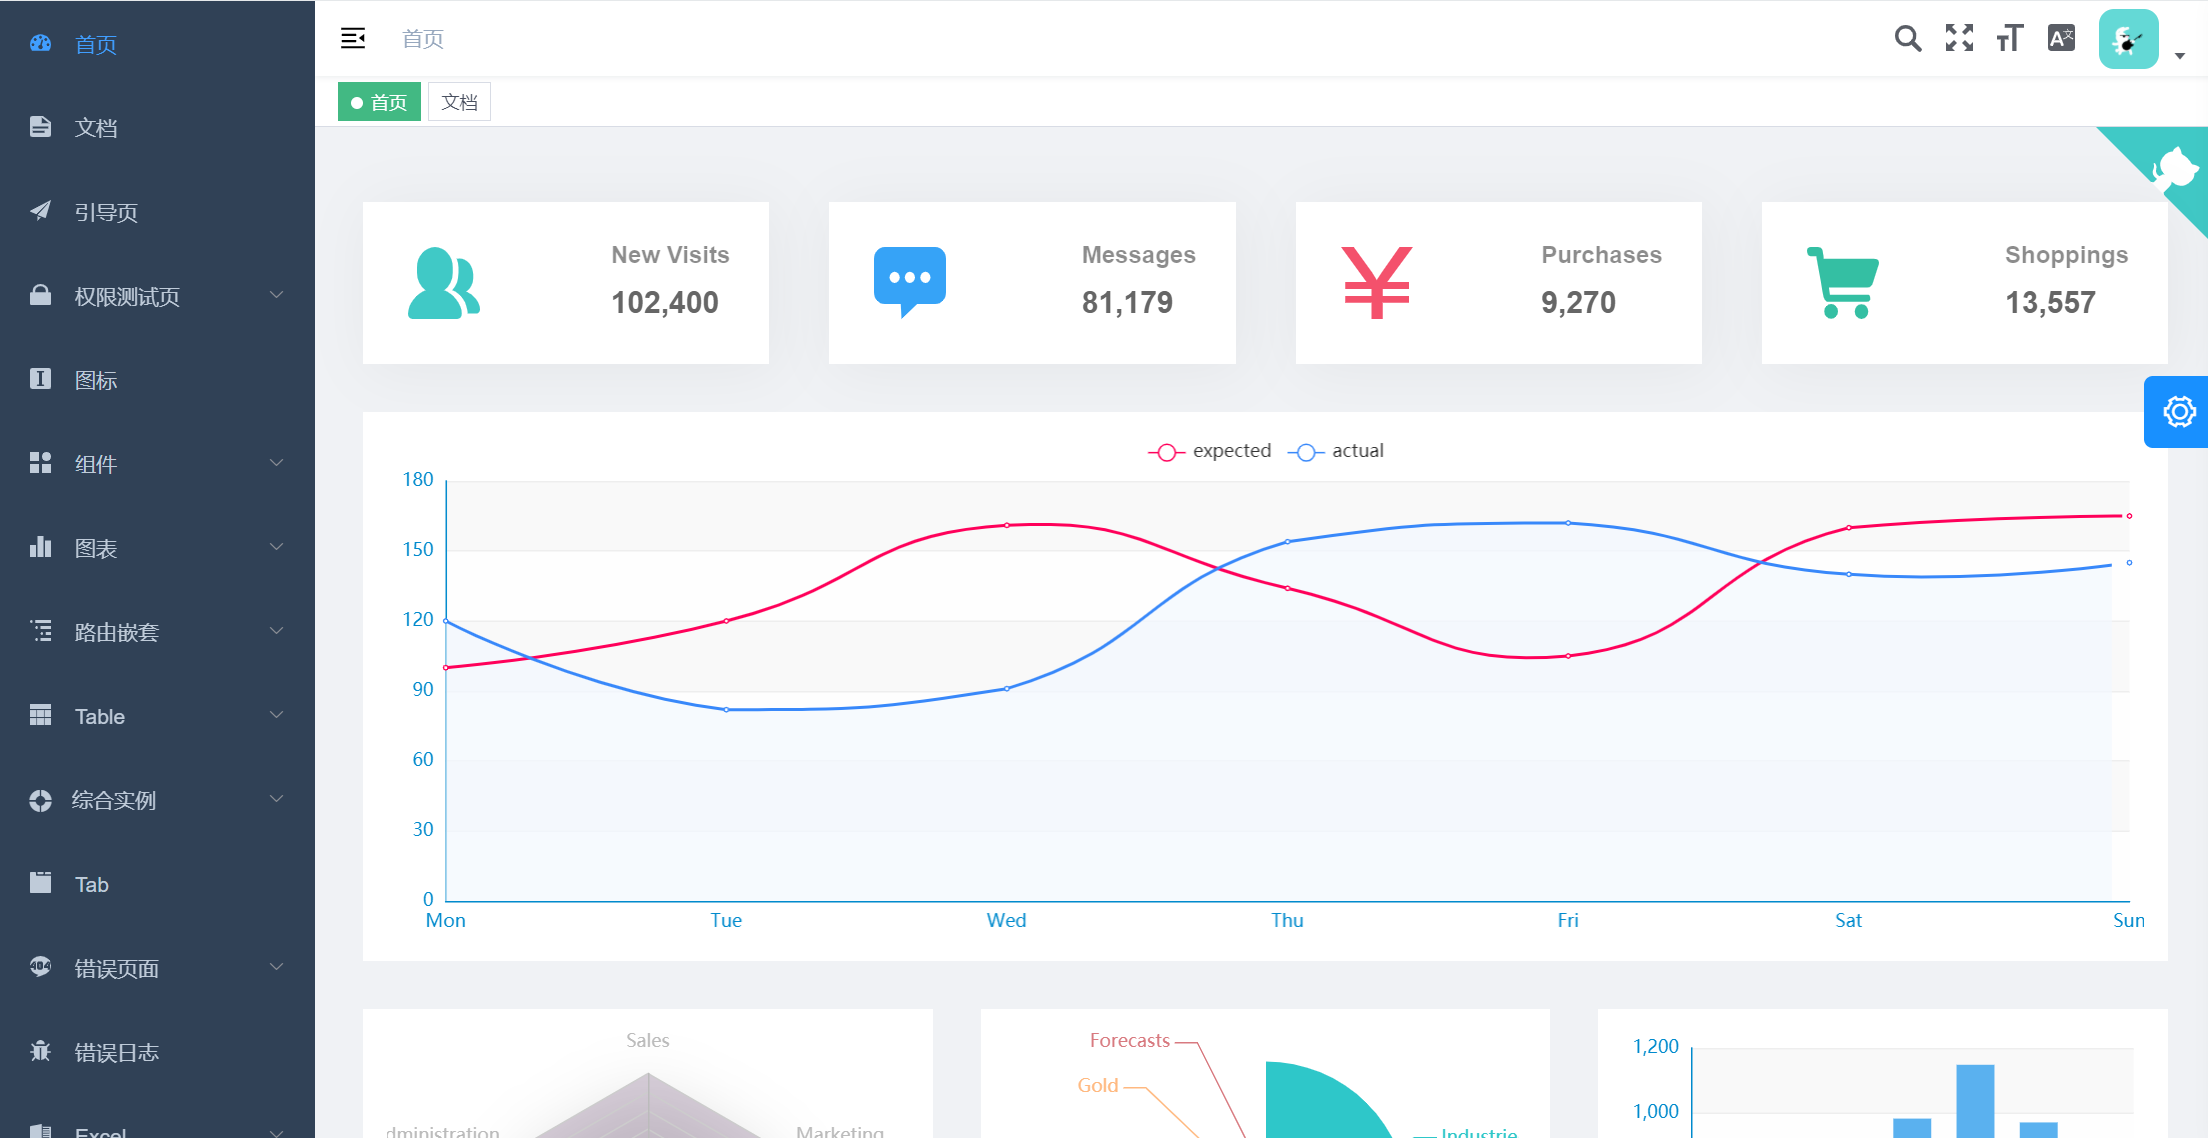 首页
文档
引导页
权限测试页
图标
组件
图表
路由嵌套
Table
综合实例
Tab
错误页面
错误日志
Excel
首页
首页
文档
New Visits
102,400
Messages
81,179
Purchases
9,270
Shoppings
13,557
expected
actual
180
150
120
90
60
30
0
Mon
Tue
Wed
Thu
Fri
Sat
Sun
Sales
dministration
Marketing
Forecasts
Gold
Industrie
1,200
1,000